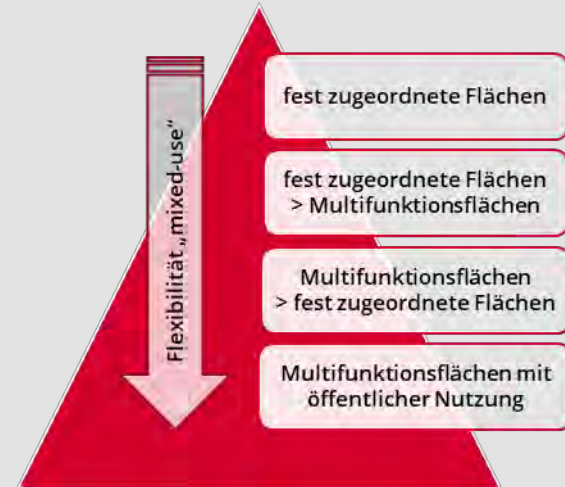 Flexibilität „mixed-use“
fest zugeordnete Flächen
fest zugeordnete Flächen
> Multifunktionsflächen
Multifunktionsflächen
> fest zugeordnete Flächen
Multifunktionsflächen mit
öffentlicher Nutzung